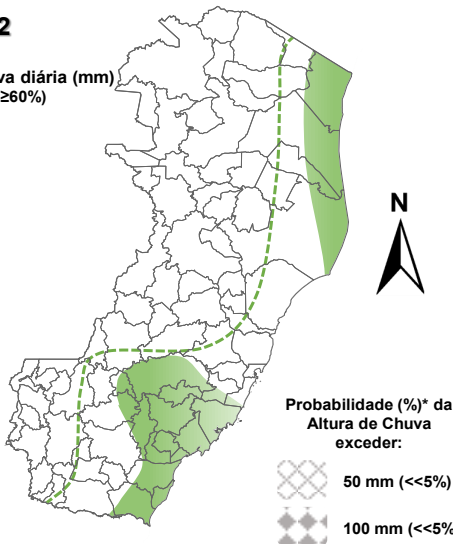 2
va diária (mm)
≥60%)
N
Probabilidade (%)* da
Altura de Chuva
exceder:
50 mm (<<5%)
100 mm (<<5%